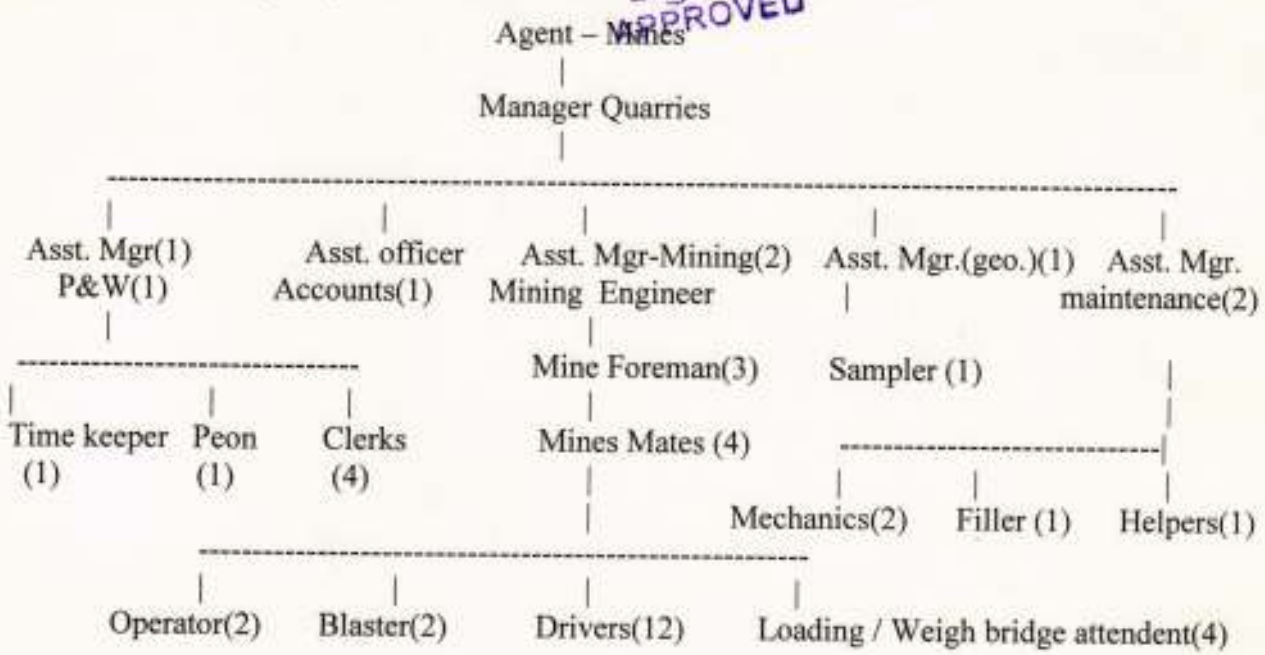 APPROVED
Agent – Mines
Manager Quarries
Asst. Mgr(1) Asst. officer Asst. Mgr-Mining(2) Asst. Mgr.(geo.)(1) Asst. Mgr.
P&W(1) Accounts(1) Mining Engineer maintenance(2)
Mine Foreman(3) Sampler (1)
Time keeper Peon Clerks Mines Mates (4)
(1) (1) (4)
Mechanics(2) Filler (1) Helpers(1)
Operator(2) Blaster(2) Drivers(12) Loading / Weigh bridge attendent(4)